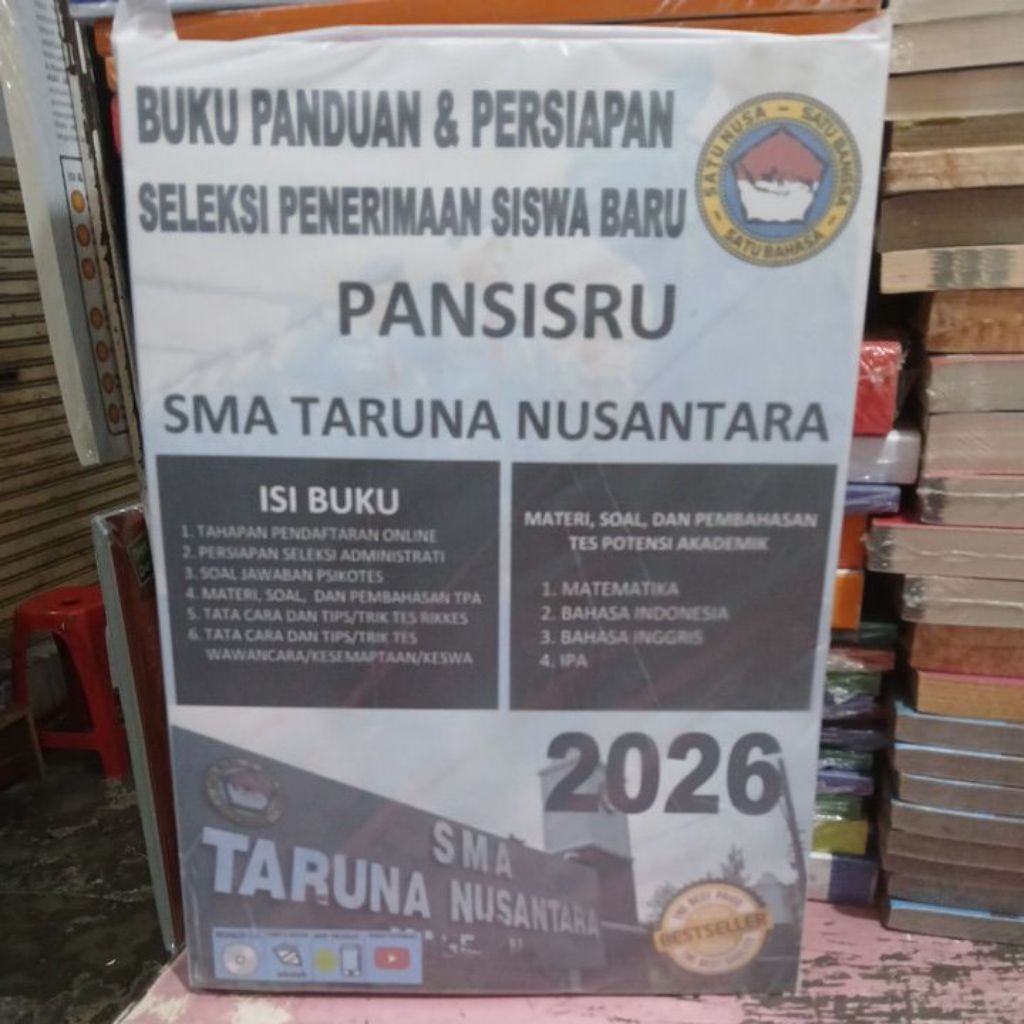 BUKU PANDUAN & PERSIAPAN
SELEKSI PENERIMAAN SISWA BARU
SATU NUSA - SATU BANGSA -
SATU BAHASA -
PANSISRU
SMA TARUNA NUSANTARA
ISI BUKU
1. TAHAPAN PENDAFTARAN ONLINE
2. PERSIAPAN SELEKSI ADMINISTRATI
3. SOAL JAWABAN PSIKOTES
4. MATERI, SOAL, DAN PEMBAHASAN TPA
5. TATA CARA DAN TIPS/TRIK TES RIKKES
6. TATA CARA DAN TIPS/TRIK TES
WAWANCARA/KESEMAPTAAN/KESWA
MATERI, SOAL, DAN PEMBAHASAN
TES POTENSI AKADEMIK
1. MATEMATIKA
2. BAHASA INDONESIA
3. BAHASA INGGRIS
4. IPA
2026
SMA
TARUNA NUSANTARA
BESTSELLER